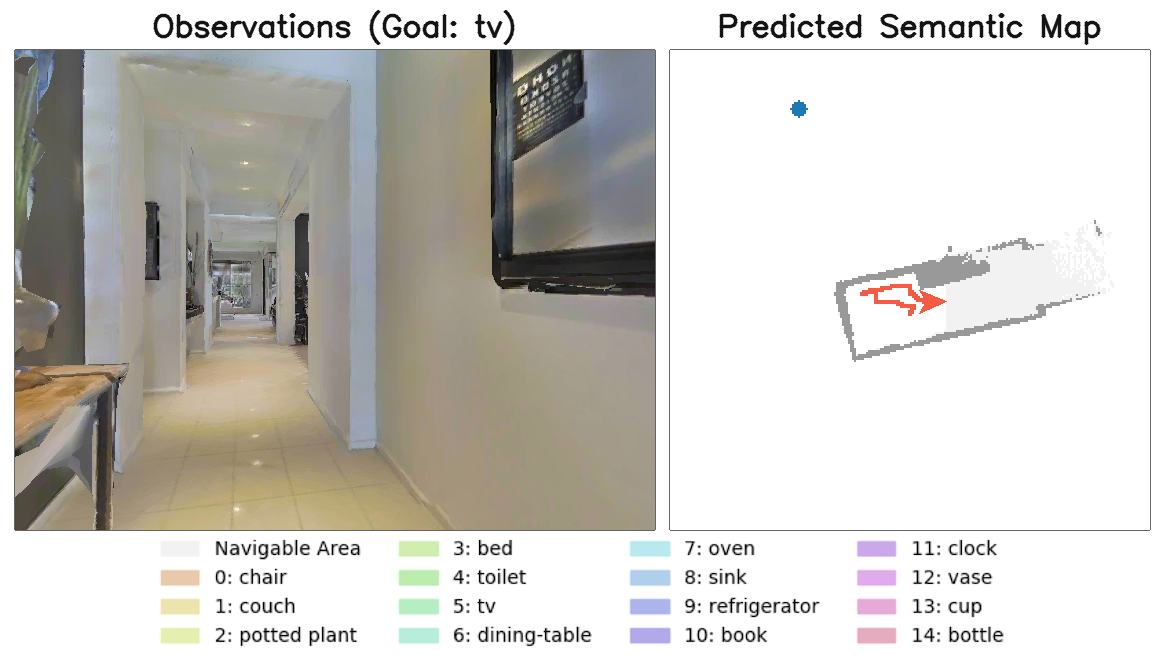 Observations (Goal: tv)
Predicted Semantic Map
Navigable Area
0: chair
1: couch
2: potted plant
3: bed
4: toilet
5: tv
6: dining-table
7: oven
8: sink
9: refrigerator
10: book
11: clock
12: vase
13: cup
14: bottle